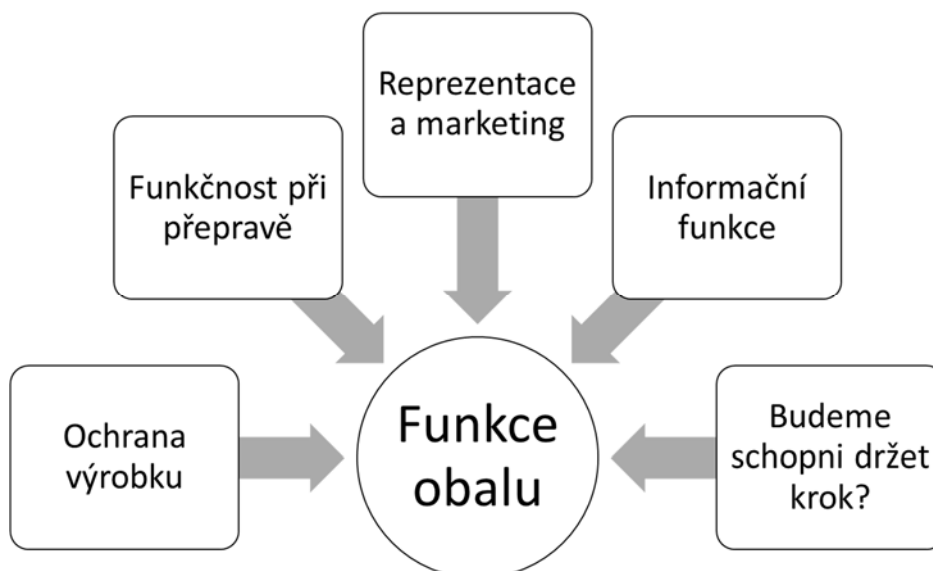 Reprezentace
a marketing
Funkčnost při
přepravě
Informační
funkce
Ochrana
výrobku
Funkce
obalu
Budeme
schopni držet
krok?